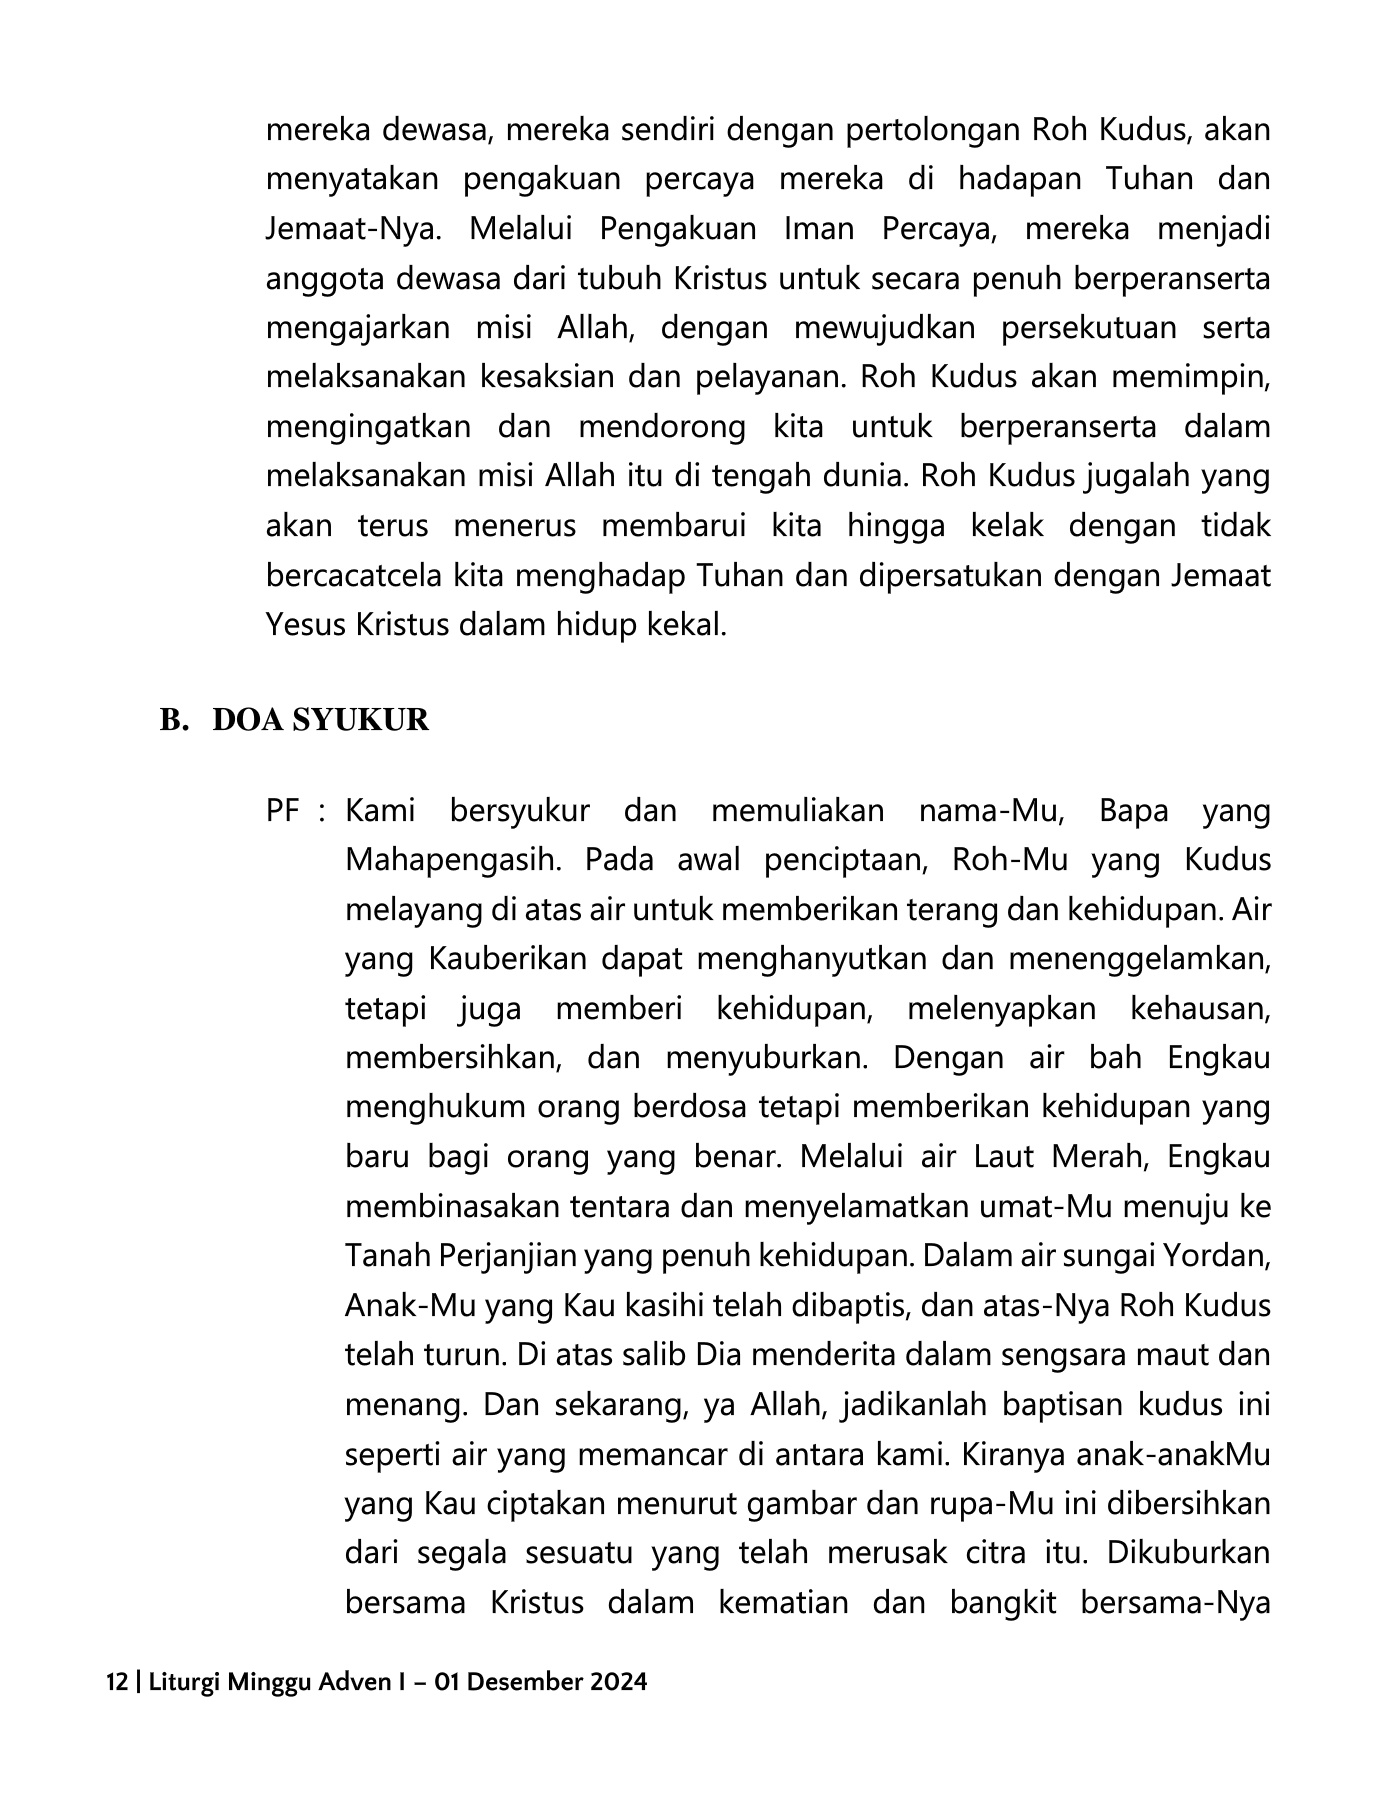 mereka dewasa, mereka sendiri dengan pertolongan Roh Kudus, akan
menyatakan pengakuan percaya mereka di hadapan Tuhan dan
Jemaat-Nya. Melalui Pengakuan Iman Percaya, mereka menjadi
anggota dewasa dari tubuh Kristus untuk secara penuh berperanserta
mengajarkan misi Allah, dengan mewujudkan persekutuan serta
melaksanakan kesaksian dan pelayanan. Roh Kudus akan memimpin,
mengingatkan dan mendorong kita untuk berperanserta dalam
melaksanakan misi Allah itu di tengah dunia. Roh Kudus jugalah yang
akan terus menerus membarui kita hingga kelak dengan tidak
bercacatcela kita menghadap Tuhan dan dipersatukan dengan Jemaat
Yesus Kristus dalam hidup kekal.
B. DOA SYUKUR
PF : Kami bersyukur dan memuliakan nama-Mu, Bapa yang
Mahapengasih. Pada awal penciptaan, Roh-Mu yang Kudus
melayang di atas air untuk memberikan terang dan kehidupan. Air
yang Kauberikan dapat menghanyutkan dan menenggelamkan,
tetapi juga memberi kehidupan, melenyapkan kehausan,
membersihkan, dan menyuburkan. Dengan air bah Engkau
menghukum orang berdosa tetapi memberikan kehidupan yang
baru bagi orang yang benar. Melalui air Laut Merah, Engkau
membinasakan tentara dan menyelamatkan umat-Mu menuju ke
Tanah Perjanjian yang penuh kehidupan. Dalam air sungai Yordan,
Anak-Mu yang Kau kasihi telah dibaptis, dan atas-Nya Roh Kudus
telah turun. Di atas salib Dia menderita dalam sengsara maut dan
menang. Dan sekarang, ya Allah, jadikanlah baptisan kudus ini
seperti air yang memancar di antara kami. Kiranya anak-anakMu
yang Kau ciptakan menurut gambar dan rupa-Mu ini dibersihkan
dari segala sesuatu yang telah merusak citra itu. Dikuburkan
bersama Kristus dalam kematian dan bangkit bersama-Nya
12 | Liturgi Minggu Adven I – 01 Desember 2024